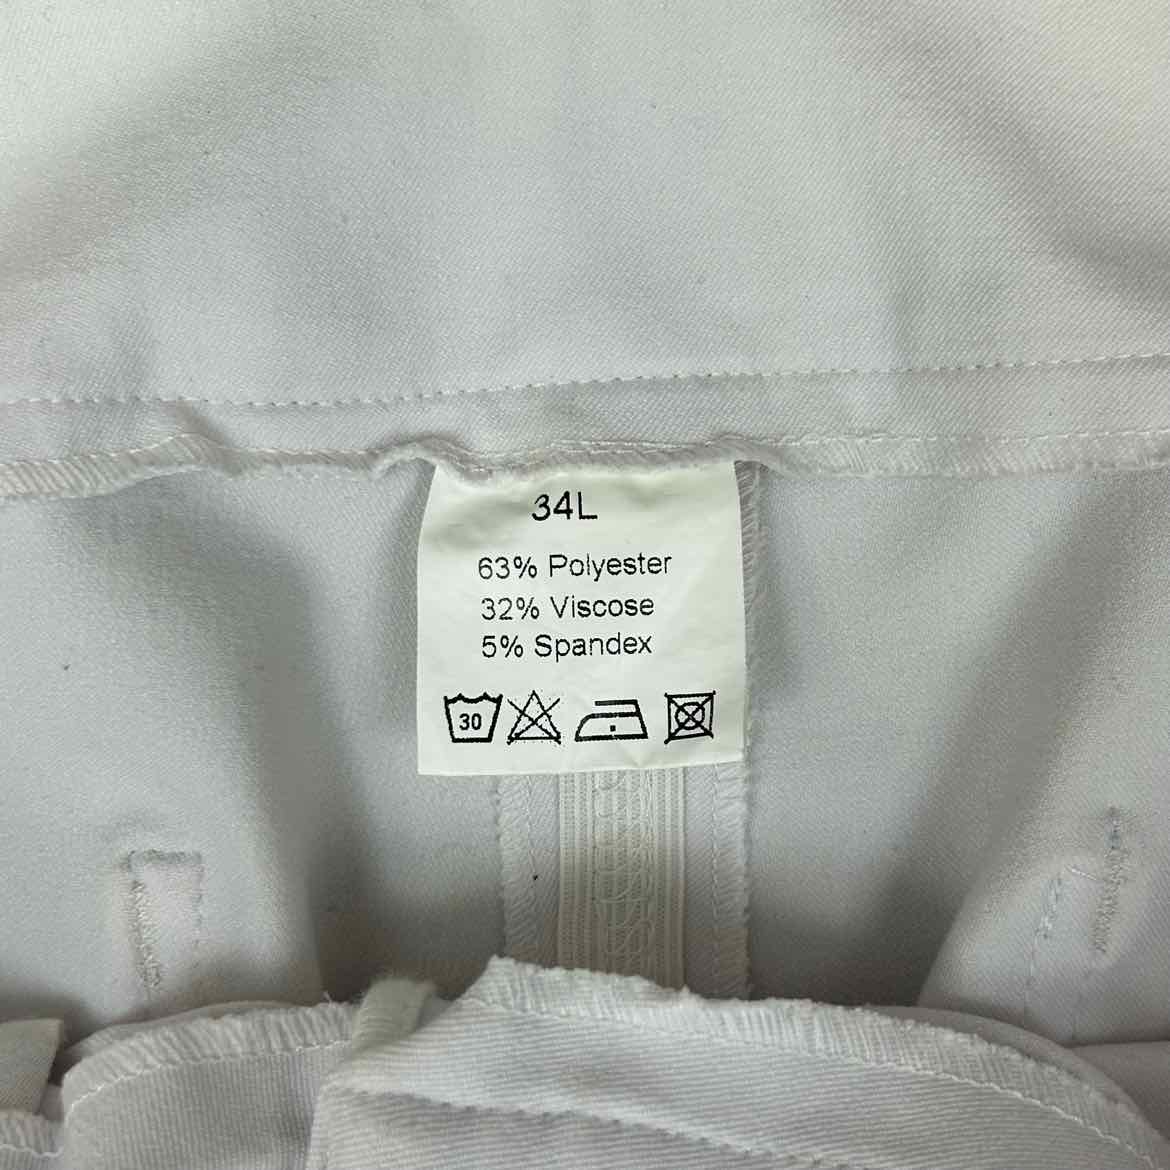 34L
63% Polyester
32% Viscose
5% Spandex
30